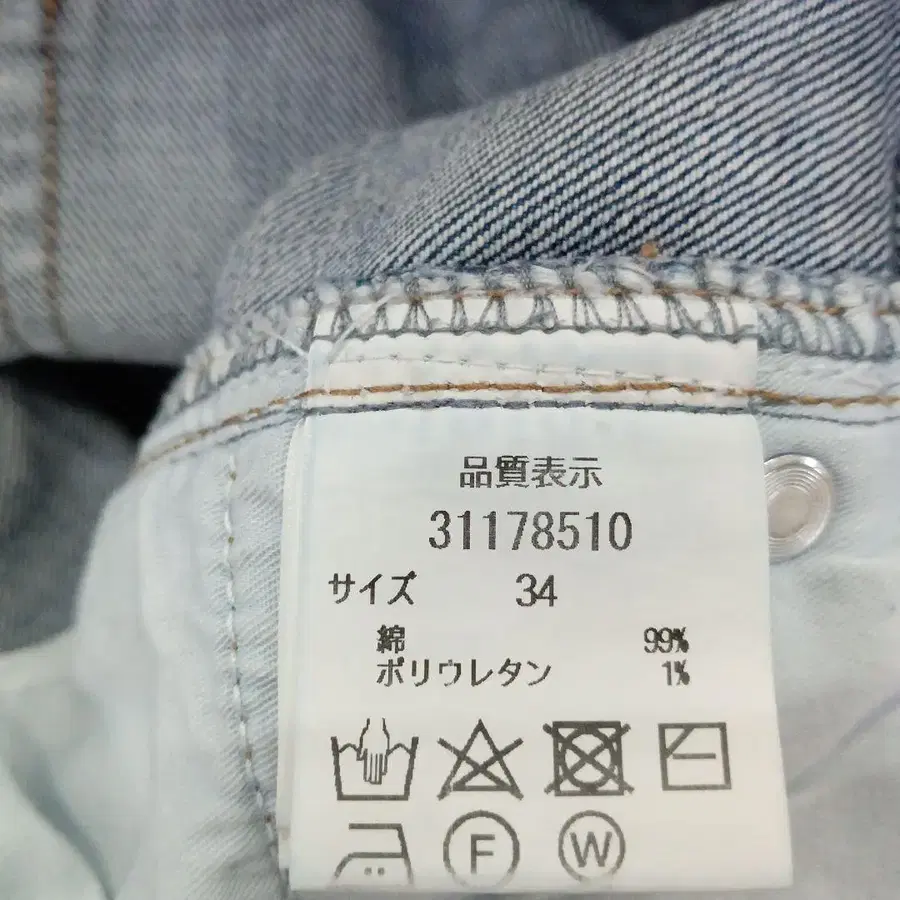 品質表示
31178510
サイズ 34
綿 99%
ポリウレタン 1%
F W